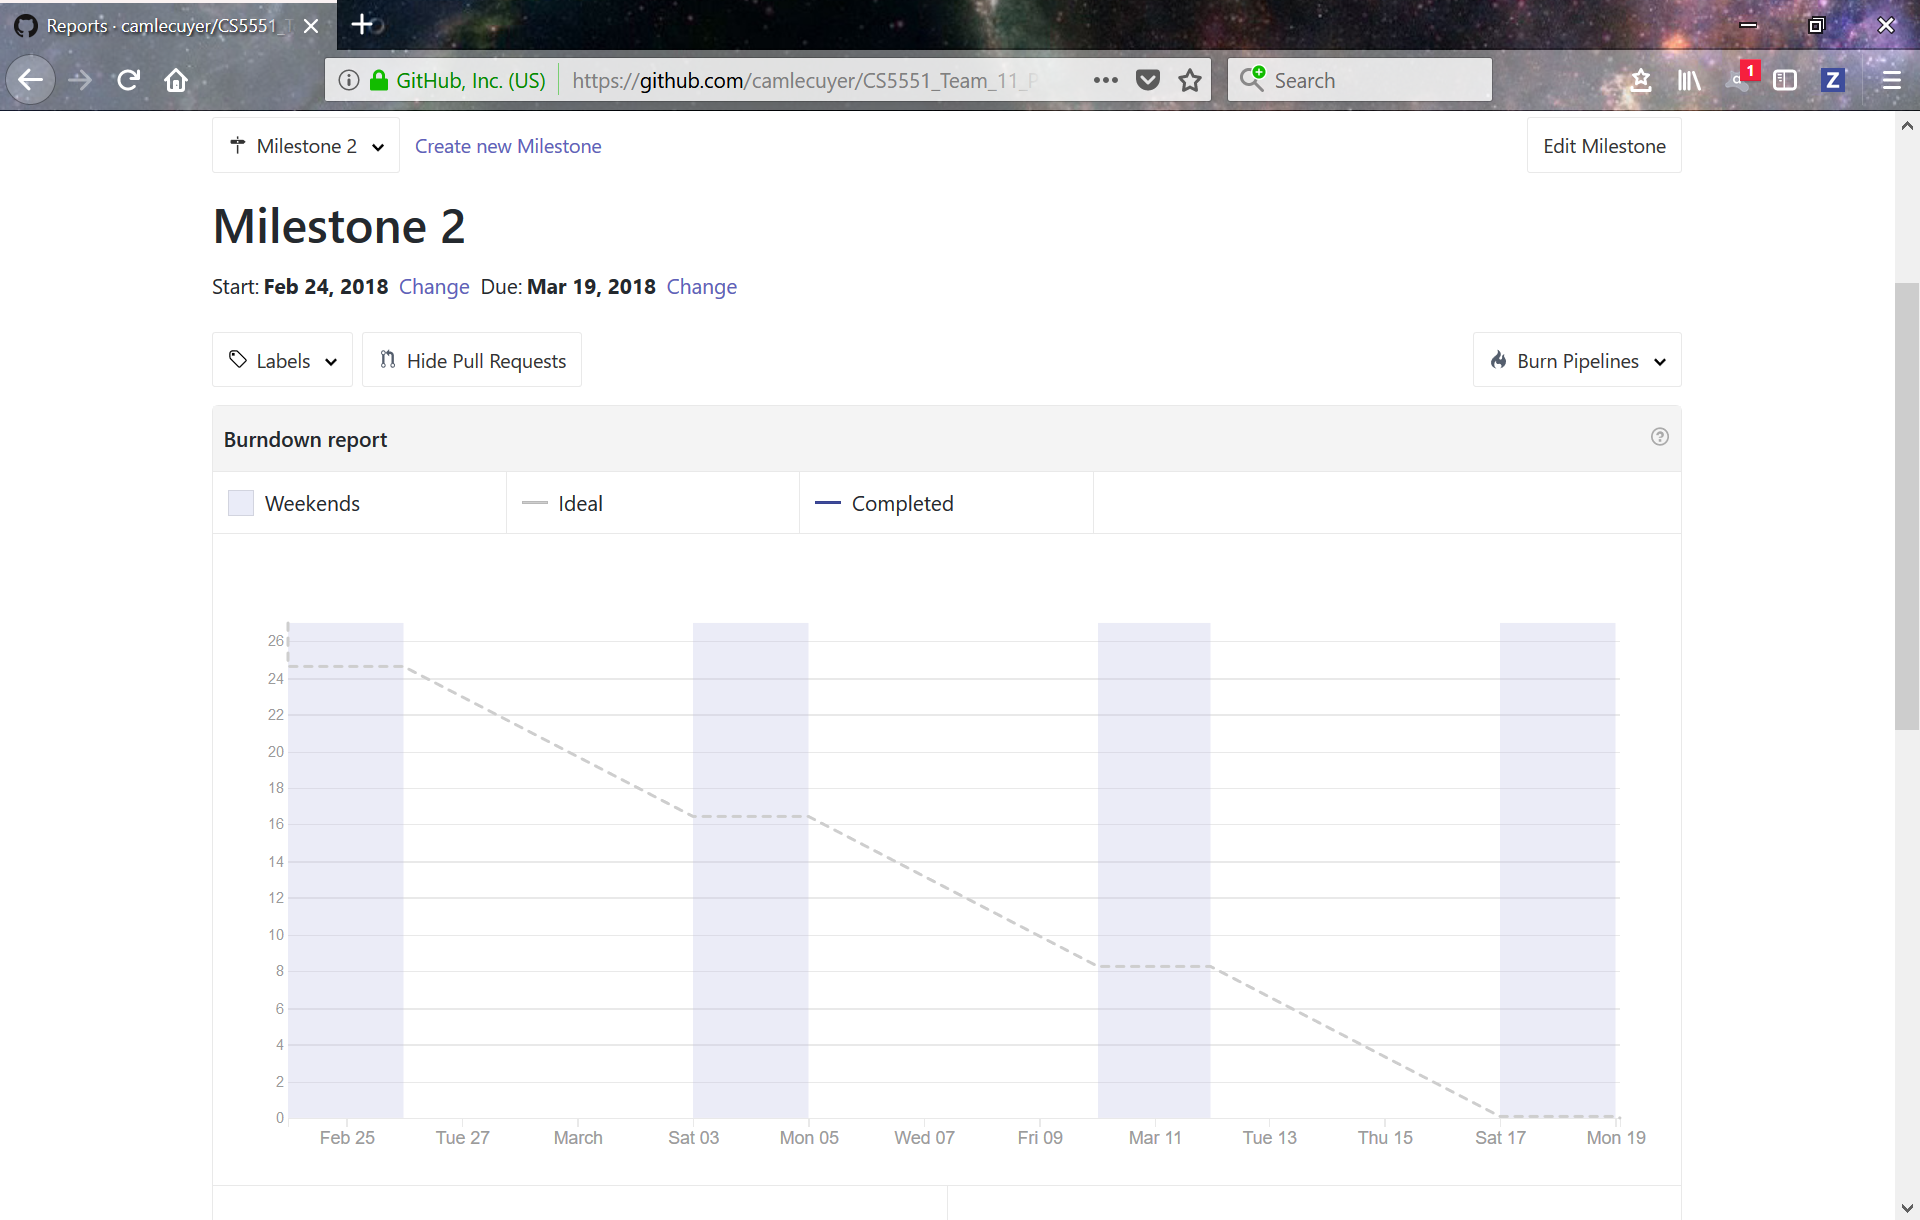 Reports · camlecuyer/CS5551_T
GitHub, Inc. (US) https://github.com/camlecuyer/CS5551_Team_11_P Search 1 Z
Milestone 2 Create new Milestone Edit Milestone
Milestone 2
Start: Feb 24, 2018 Change Due: Mar 19, 2018 Change
Labels Hide Pull Requests Burn Pipelines
Burndown report ?
Weekends Ideal Completed
26
24
22
20
18
16
14
12
10
8
6
4
2
0
Feb 25 Tue 27 March Sat 03 Mon 05 Wed 07 Fri 09 Mar 11 Tue 13 Thu 15 Sat 17 Mon 19